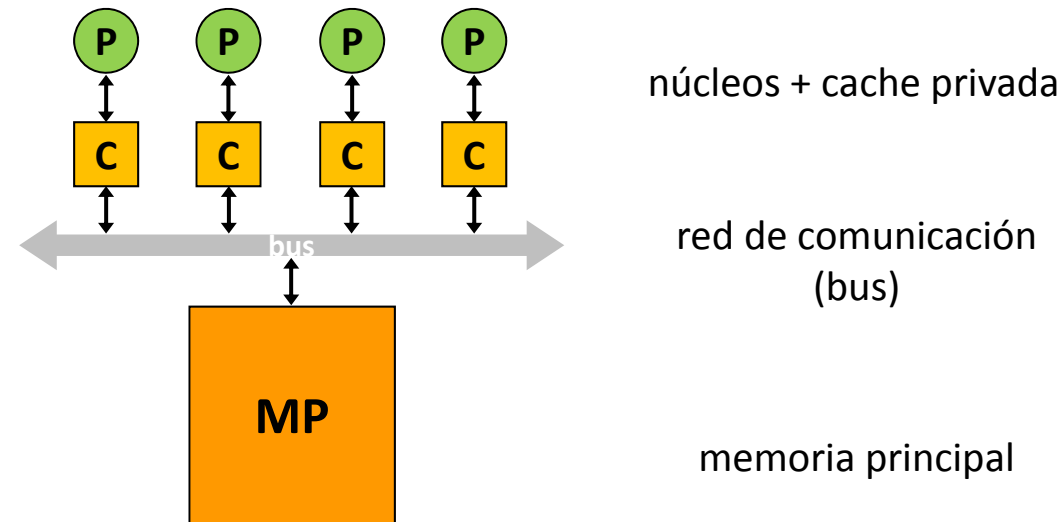 P P P P
núcleos + cache privada
C C C C
bus
red de comunicación
(bus)
MP
memoria principal